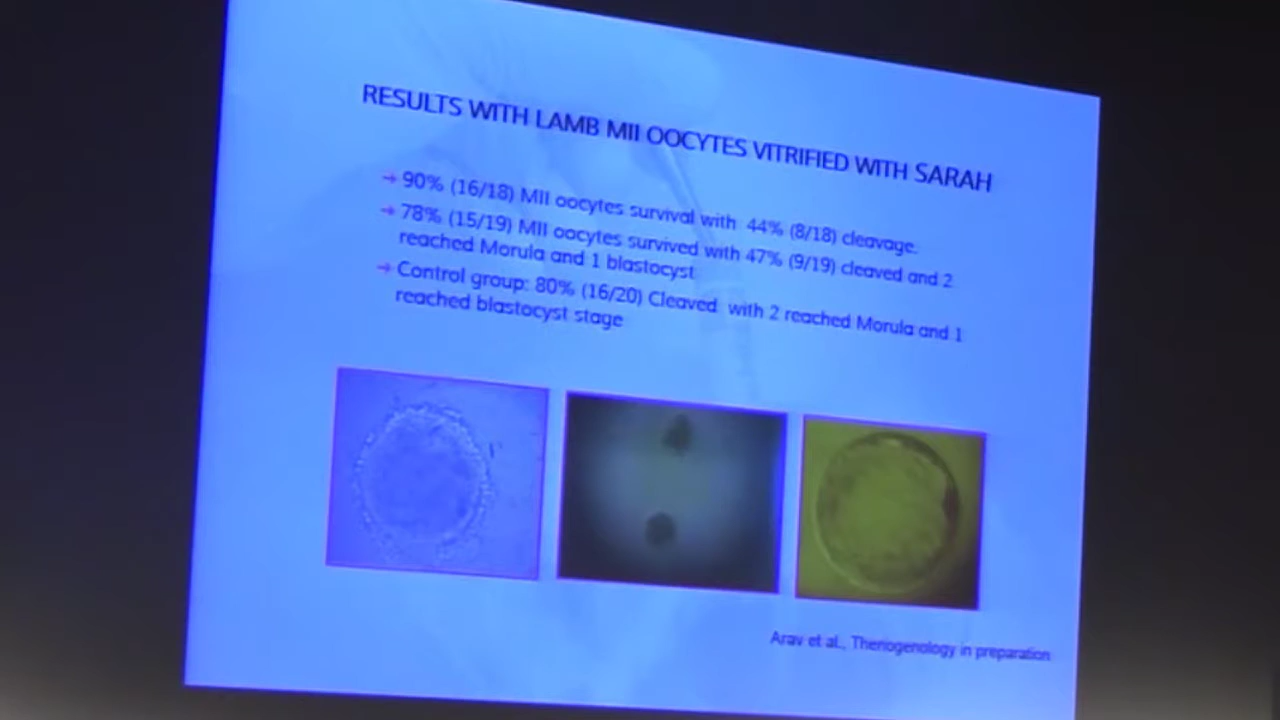 RESULTS WITH LAMB MII OOCYTES VITRIFIED WITH SARAH
→ 90% (16/18) MII oocytes survival with 44% (8/18) cleavage.
→ 78% (15/19) MII oocytes survived with 47% (9/19) cleaved and 2
reached Morula and 1 blastocyst
→ Control group: 80% (16/20) Cleaved with 2 reached Morula and 1
reached blastocyst stage
Arav et al., Theriogenology in preparation